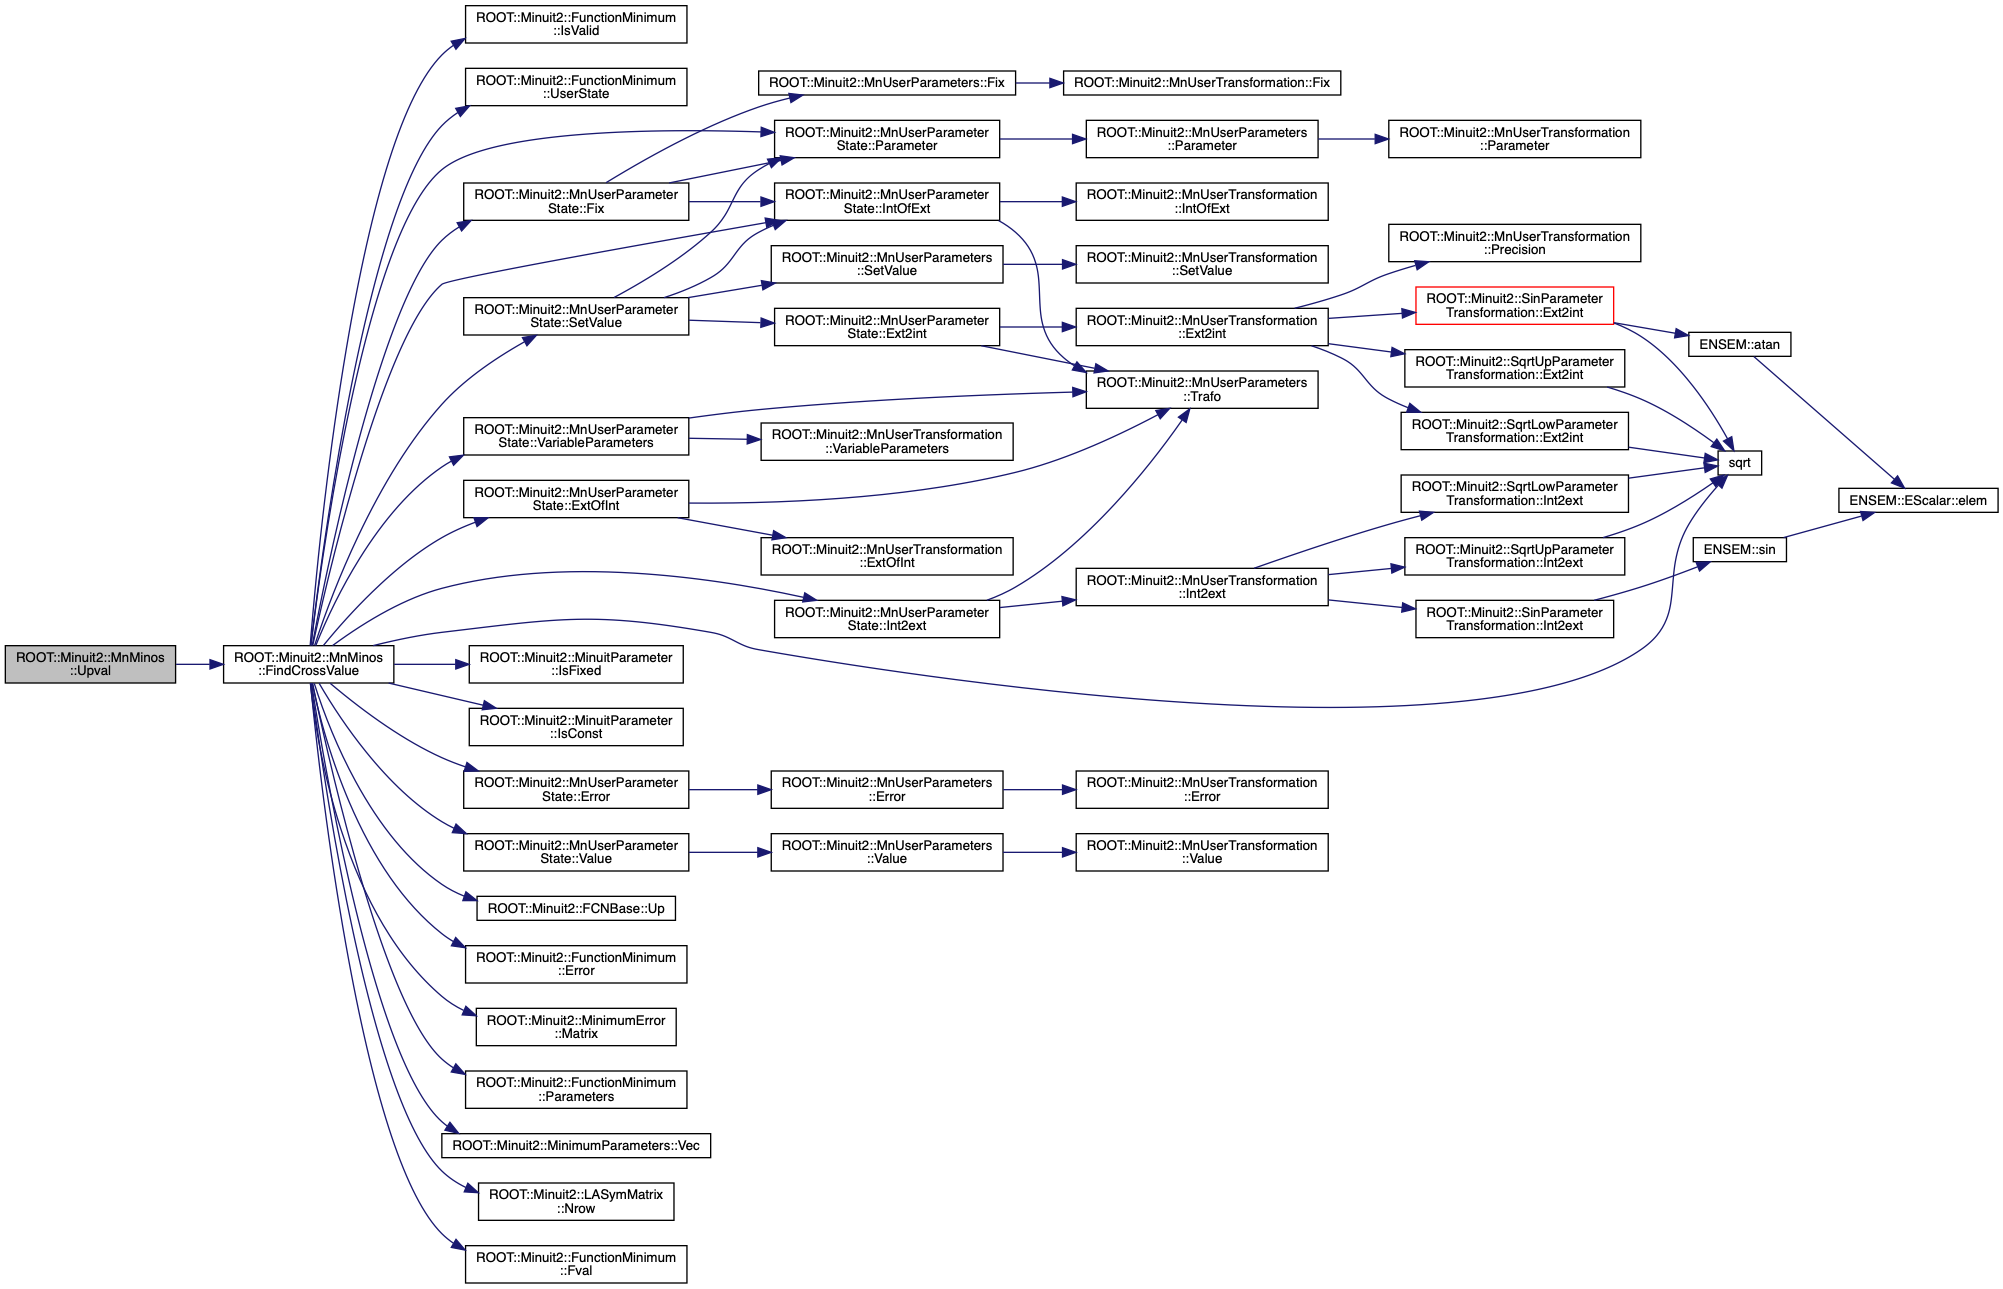 ROOT::Minuit2::MnMinos
::Upval
ROOT::Minuit2::MnMinos
::FindCrossValue
ROOT::Minuit2::FunctionMinimum
::IsValid
ROOT::Minuit2::FunctionMinimum
::UserState
ROOT::Minuit2::MnUserParameter
State::Fix
ROOT::Minuit2::MnUserParameter
State::SetValue
ROOT::Minuit2::MnUserParameter
State::VariableParameters
ROOT::Minuit2::MnUserParameter
State::ExtOfInt
ROOT::Minuit2::MinuitParameter
::IsFixed
ROOT::Minuit2::MinuitParameter
::IsConst
ROOT::Minuit2::MnUserParameter
State::Error
ROOT::Minuit2::MnUserParameter
State::Value
ROOT::Minuit2::FCNBase::Up
ROOT::Minuit2::FunctionMinimum
::Error
ROOT::Minuit2::MinimumError
::Matrix
ROOT::Minuit2::FunctionMinimum
::Parameters
ROOT::Minuit2::MinimumParameters::Vec
ROOT::Minuit2::LASymMatrix
::Nrow
ROOT::Minuit2::FunctionMinimum
::Fval
ROOT::Minuit2::MnUserParameters::Fix
ROOT::Minuit2::MnUserParameter
State::Parameter
ROOT::Minuit2::MnUserParameter
State::IntOfExt
ROOT::Minuit2::MnUserParameters
::SetValue
ROOT::Minuit2::MnUserParameter
State::Ext2int
ROOT::Minuit2::MnUserTransformation
::VariableParameters
ROOT::Minuit2::MnUserTransformation
::ExtOfInt
ROOT::Minuit2::MnUserParameter
State::Int2ext
ROOT::Minuit2::MnUserParameters
::Error
ROOT::Minuit2::MnUserParameters
::Value
ROOT::Minuit2::MnUserTransformation::Fix
ROOT::Minuit2::MnUserParameters
::Parameter
ROOT::Minuit2::MnUserTransformation
::IntOfExt
ROOT::Minuit2::MnUserTransformation
::SetValue
ROOT::Minuit2::MnUserTransformation
::Ext2int
ROOT::Minuit2::MnUserParameters
::Trafo
ROOT::Minuit2::MnUserTransformation
::Int2ext
ROOT::Minuit2::MnUserTransformation
::Error
ROOT::Minuit2::MnUserTransformation
::Value
ROOT::Minuit2::MnUserTransformation
::Parameter
ROOT::Minuit2::MnUserTransformation
::Precision
ROOT::Minuit2::SinParameter
Transformation::Ext2int
ROOT::Minuit2::SqrtUpParameter
Transformation::Ext2int
ROOT::Minuit2::SqrtLowParameter
Transformation::Ext2int
ROOT::Minuit2::SqrtLowParameter
Transformation::Int2ext
ROOT::Minuit2::SqrtUpParameter
Transformation::Int2ext
ROOT::Minuit2::SinParameter
Transformation::Int2ext
ENSEM::atan
sqrt
ENSEM::sin
ENSEM::EScalar::elem